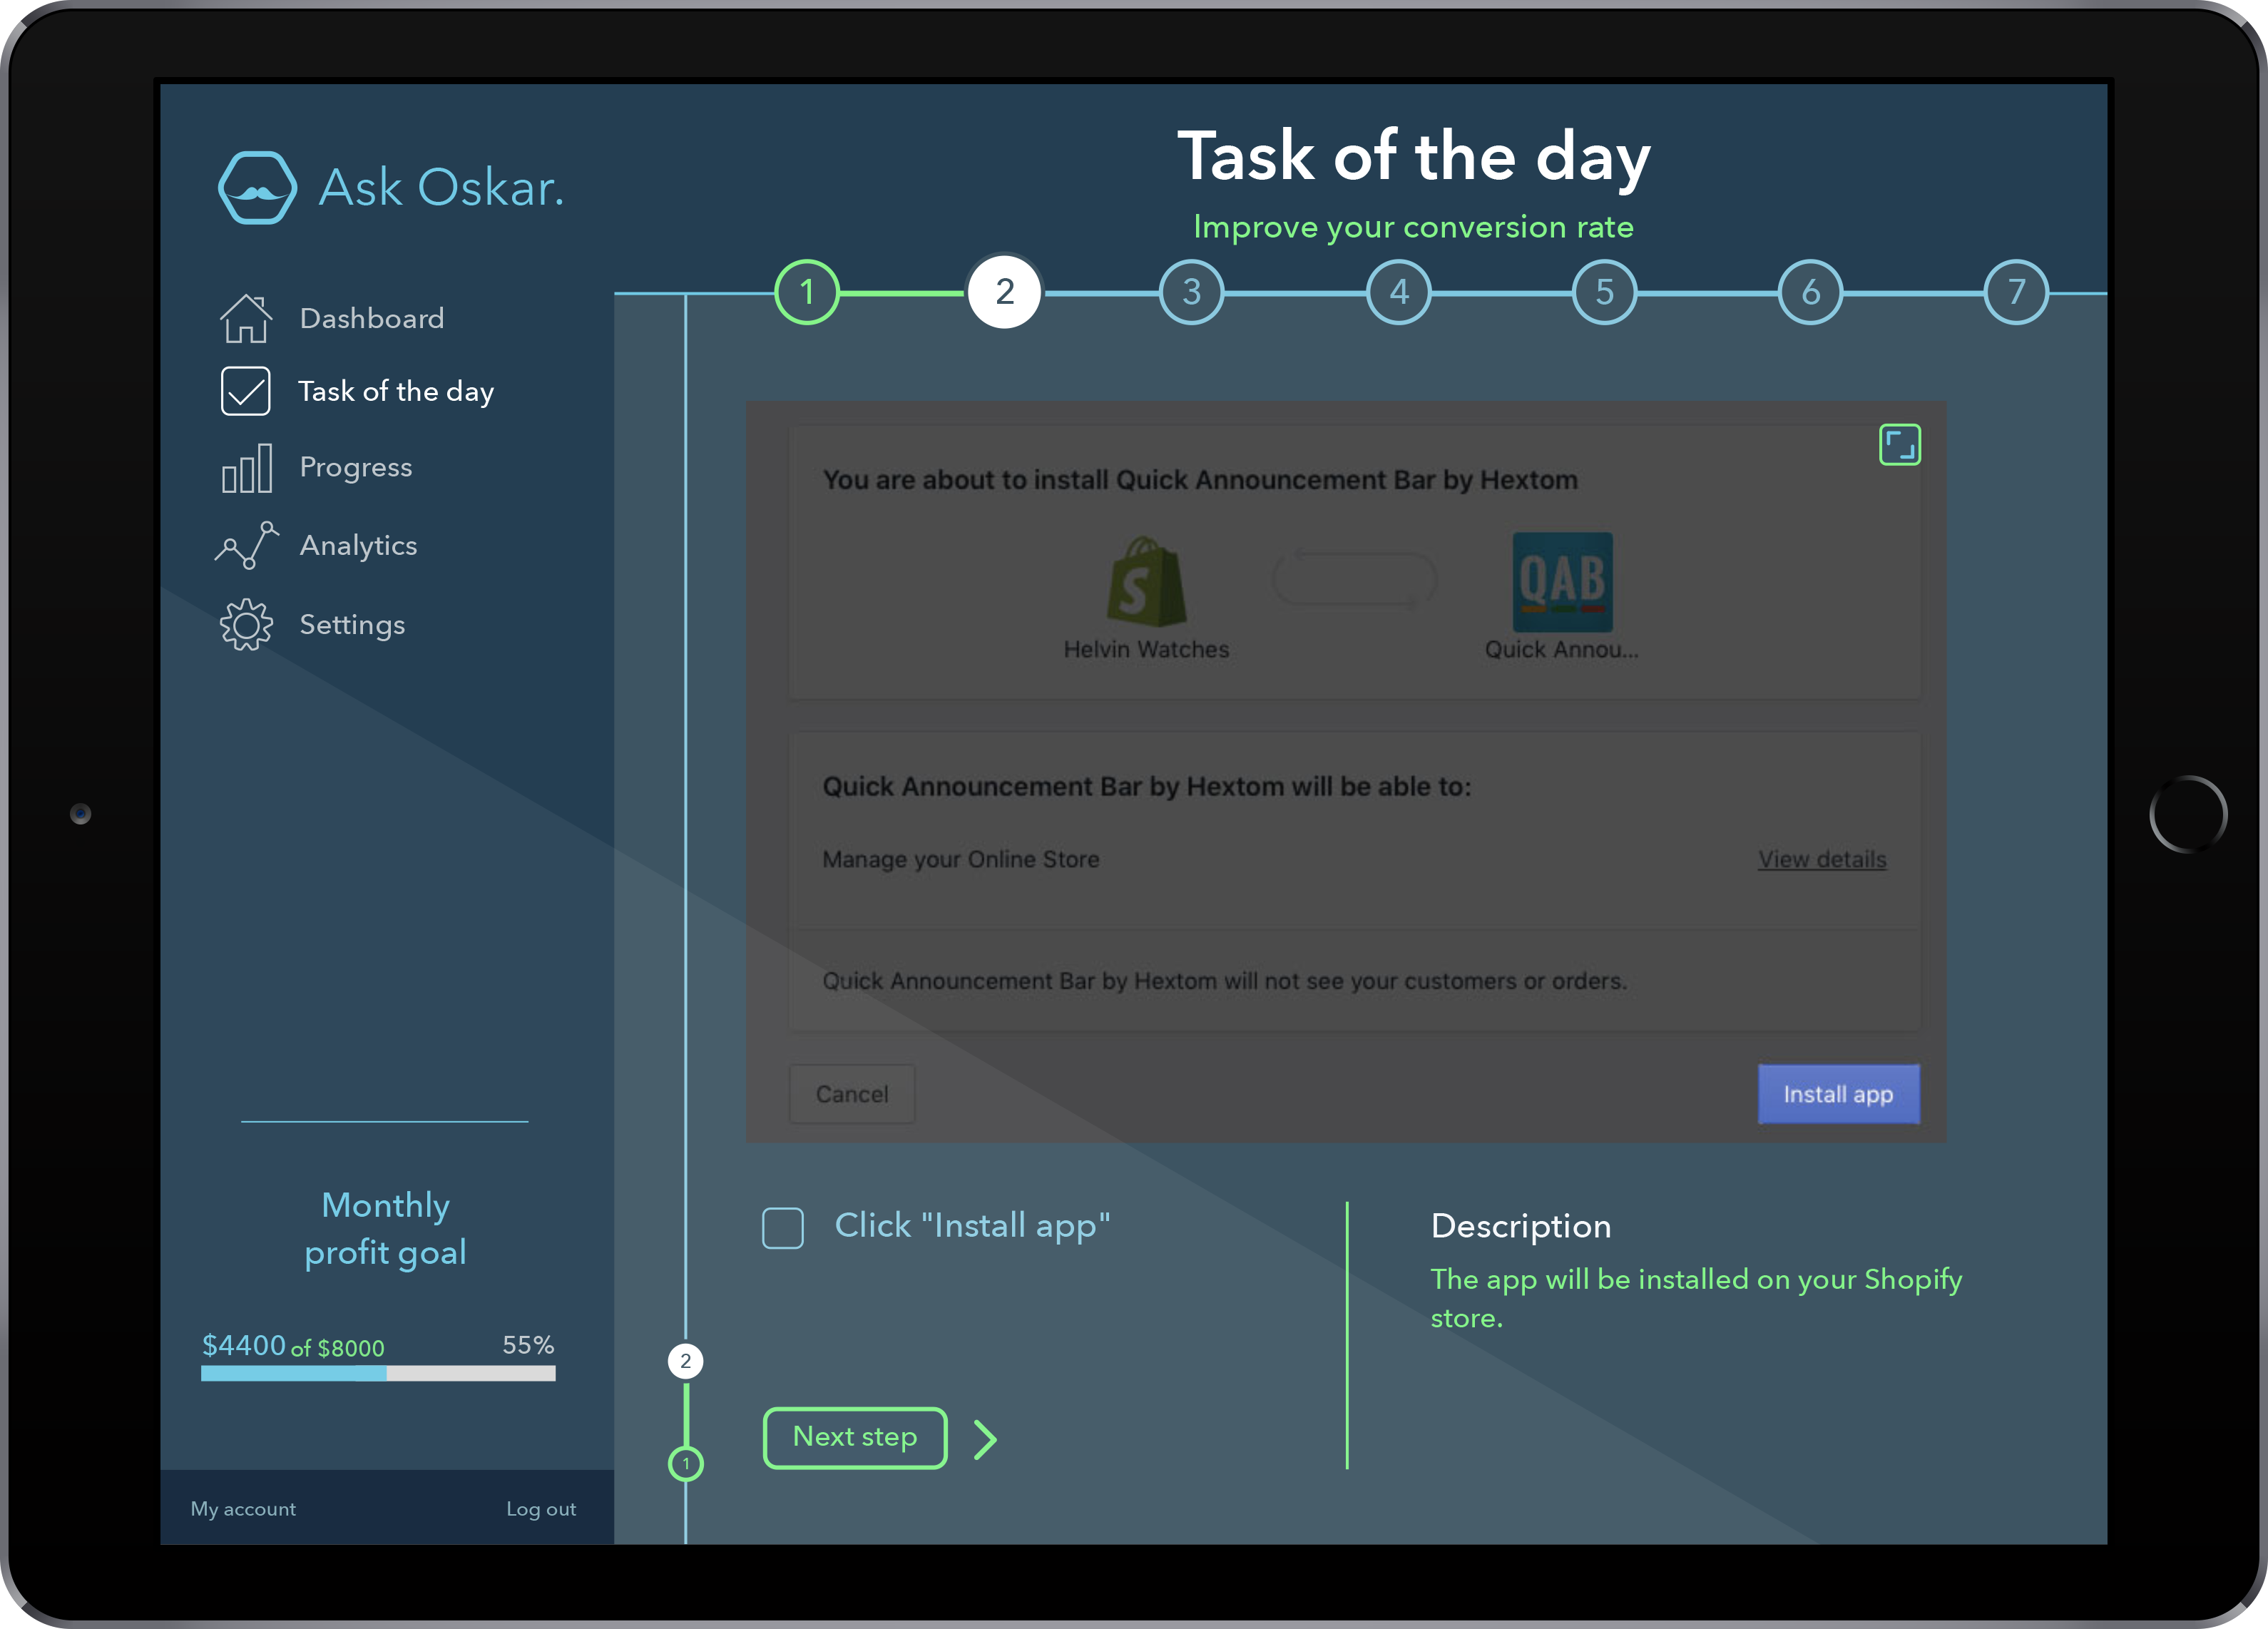 Ask Oskar.
Dashboard
Task of the day
Progress
Analytics
Settings
Monthly
profit goal
$4400 of $8000
55%
My account
Log out
Task of the day
Improve your conversion rate
1
2
3
4
5
6
7
You are about to install Quick Announcement Bar by Hextom
S
QAB
Helvin Watches
Quick Annou...
Quick Announcement Bar by Hextom will be able to:
Manage your Online Store
View details
Quick Announcement Bar by Hextom will not see your customers or orders.
Cancel
Install app
Click "Install app"
Description
The app will be installed on your Shopify
store.
2
Next step
1